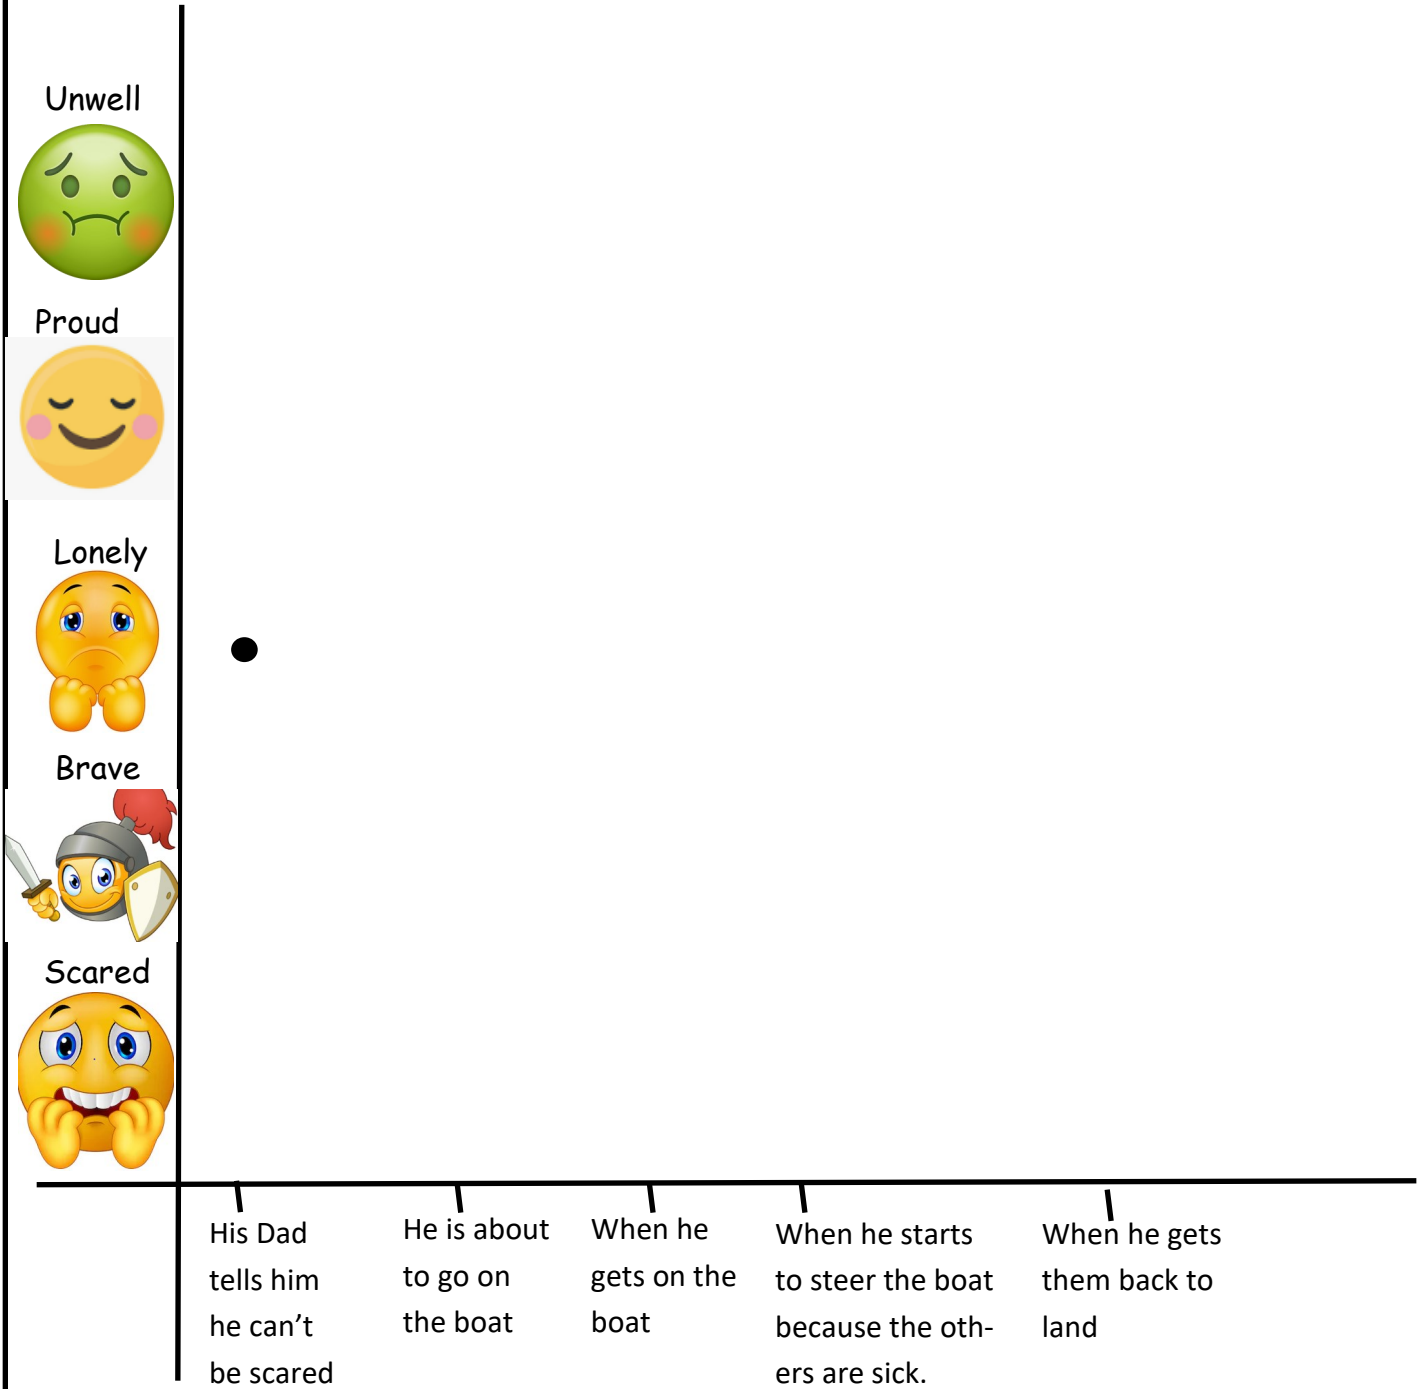 Unwell
Proud
Lonely
Brave
Scared
His Dad
tells him
he can’t
be scared
He is about
to go on
the boat
When he
gets on the
boat
When he starts
to steer the boat
because the oth-
ers are sick.
When he gets
them back to
land